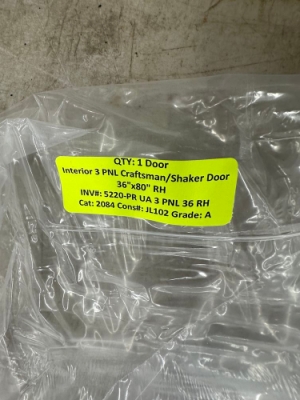 QTY: 1 Door
Interior 3 PNL Craftsman/Shaker Door
36"x80" RH
INV#: 5220-PR UA 3 PNL 36 RH
Cat: 2084 Cons#: JL102 Grade: A